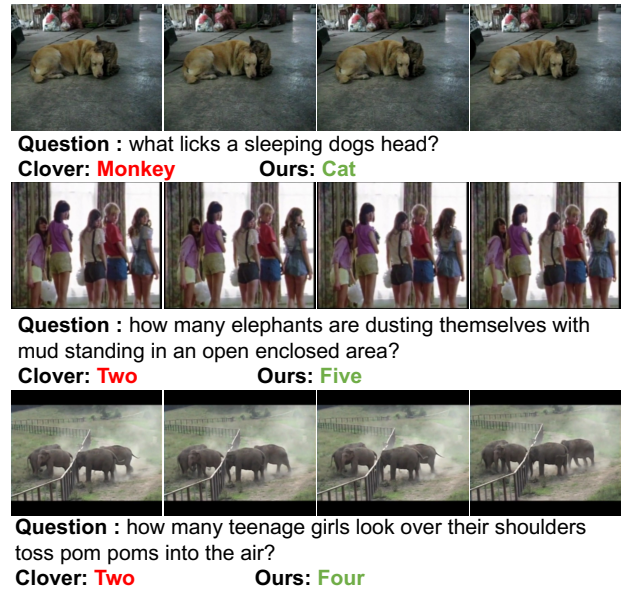 Question : what licks a sleeping dogs head?
Clover: Monkey Ours: Cat
Question : how many elephants are dusting themselves with
mud standing in an open enclosed area?
Clover: Two Ours: Five
Question : how many teenage girls look over their shoulders
toss pom poms into the air?
Clover: Two Ours: Four